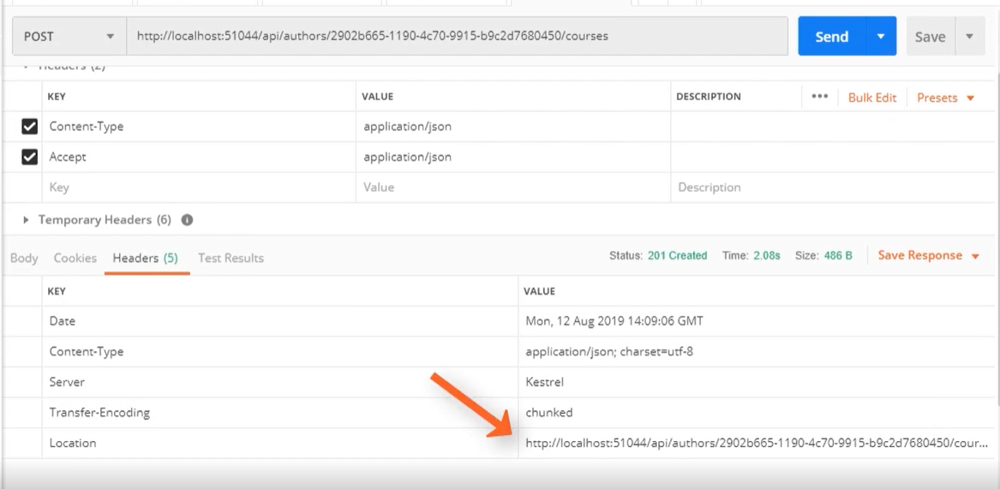 POST http://localhost:51044/api/authors/2902b665-1190-4c70-9915-b9c2d7680450/courses Send Save
Headers (2)
KEY VALUE DESCRIPTION ••• Bulk Edit Presets
Content-Type application/json
Accept application/json
Key Value Description
Temporary Headers (6)
Body Cookies Headers (5) Test Results Status: 201 Created Time: 2.08s Size: 486 B Save Response
KEY VALUE
Date Mon, 12 Aug 2019 14:09:06 GMT
Content-Type application/json; charset=utf-8
Server Kestrel
Transfer-Encoding chunked
Location http://localhost:51044/api/authors/2902b665-1190-4c70-9915-b9c2d7680450/cour...